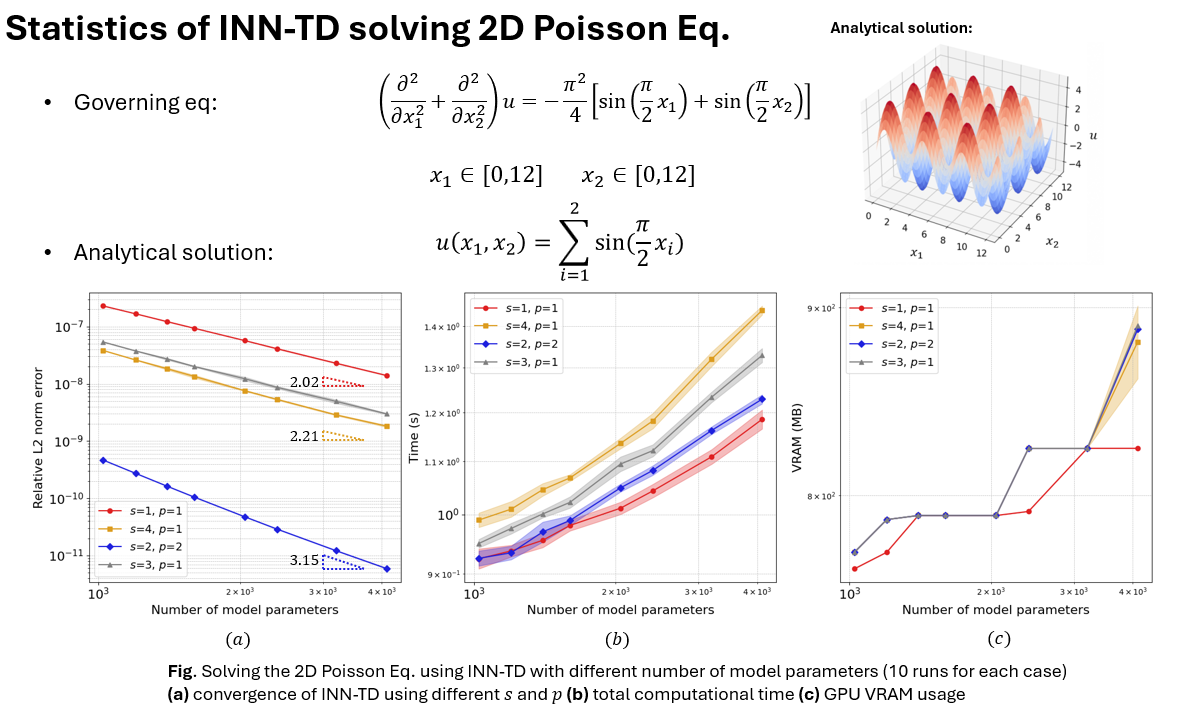 Statistics of INN-TD solving 2D Poisson Eq.
Analytical solution:
• Governing eq:
(∂²/∂x₁² + ∂²/∂x₂²) u = −π²/4 [sin(π/2 x₁) + sin(π/2 x₂)]
x₁ ∈ [0,12] x₂ ∈ [0,12]
• Analytical solution:
u(x₁, x₂) = ∑_{i=1}^{2} sin(π/2 xᵢ)
4
2
0
−2
−4
u
0 2 4 6 8 10 12
x₁
0 2 4 6 8 10 12
x₂
Relative L2 norm error
10⁻⁷
10⁻⁸
10⁻⁹
10⁻¹⁰
10⁻¹¹
2.02
2.21
3.15
s=1, p=1
s=4, p=1
s=2, p=2
s=3, p=1
10³ 2×10³ 3×10³ 4×10³
Number of model parameters
(a)
Time (s)
1.4×10⁰
1.3×10⁰
1.2×10⁰
1.1×10⁰
10⁰
9×10⁻¹
s=1, p=1
s=4, p=1
s=2, p=2
s=3, p=1
10³ 2×10³ 3×10³ 4×10³
Number of model parameters
(b)
VRAM (MB)
9×10²
8×10²
s=1, p=1
s=4, p=1
s=2, p=2
s=3, p=1
10³ 2×10³ 3×10³ 4×10³
Number of model parameters
(c)
Fig. Solving the 2D Poisson Eq. using INN-TD with different number of model parameters (10 runs for each case)
(a) convergence of INN-TD using different s and p (b) total computational time (c) GPU VRAM usage